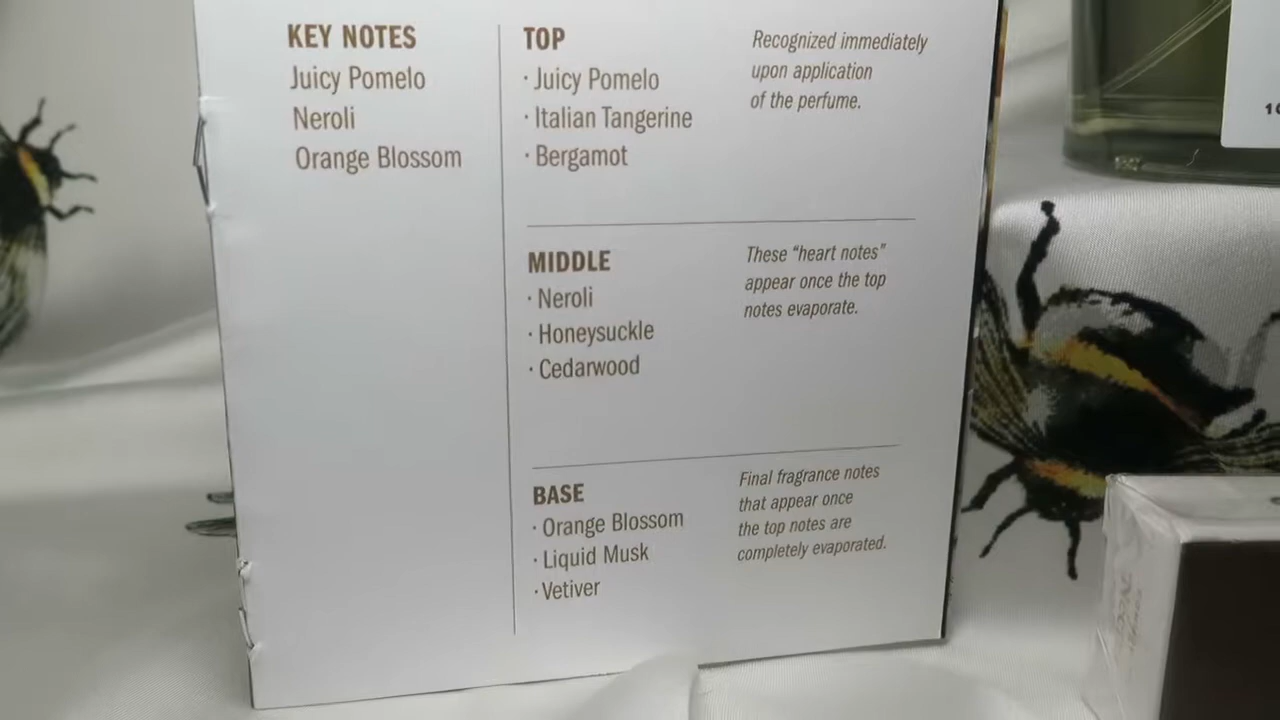 KEY NOTES
Juicy Pomelo
Neroli
Orange Blossom
TOP
· Juicy Pomelo
· Italian Tangerine
· Bergamot
Recognized immediately
upon application
of the perfume.
MIDDLE
· Neroli
· Honeysuckle
· Cedarwood
These “heart notes”
appear once the top
notes evaporate.
BASE
· Orange Blossom
· Liquid Musk
· Vetiver
Final fragrance notes
that appear once
the top notes are
completely evaporated.